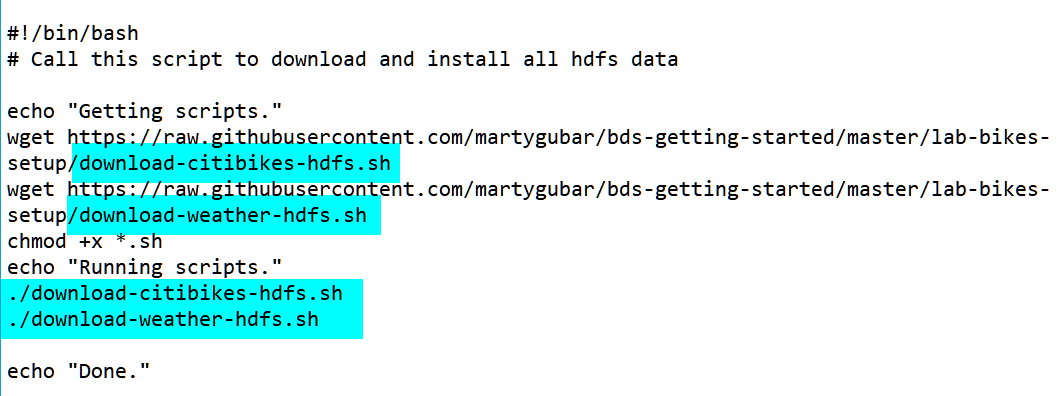 #!/bin/bash
# Call this script to download and install all hdfs data
echo "Getting scripts."
wget https://raw.githubusercontent.com/martygubar/bds-getting-started/master/lab-bikes-
setup/download-citibikes-hdfs.sh
wget https://raw.githubusercontent.com/martygubar/bds-getting-started/master/lab-bikes-
setup/download-weather-hdfs.sh
chmod +x *.sh
echo "Running scripts."
./download-citibikes-hdfs.sh
./download-weather-hdfs.sh
echo "Done."